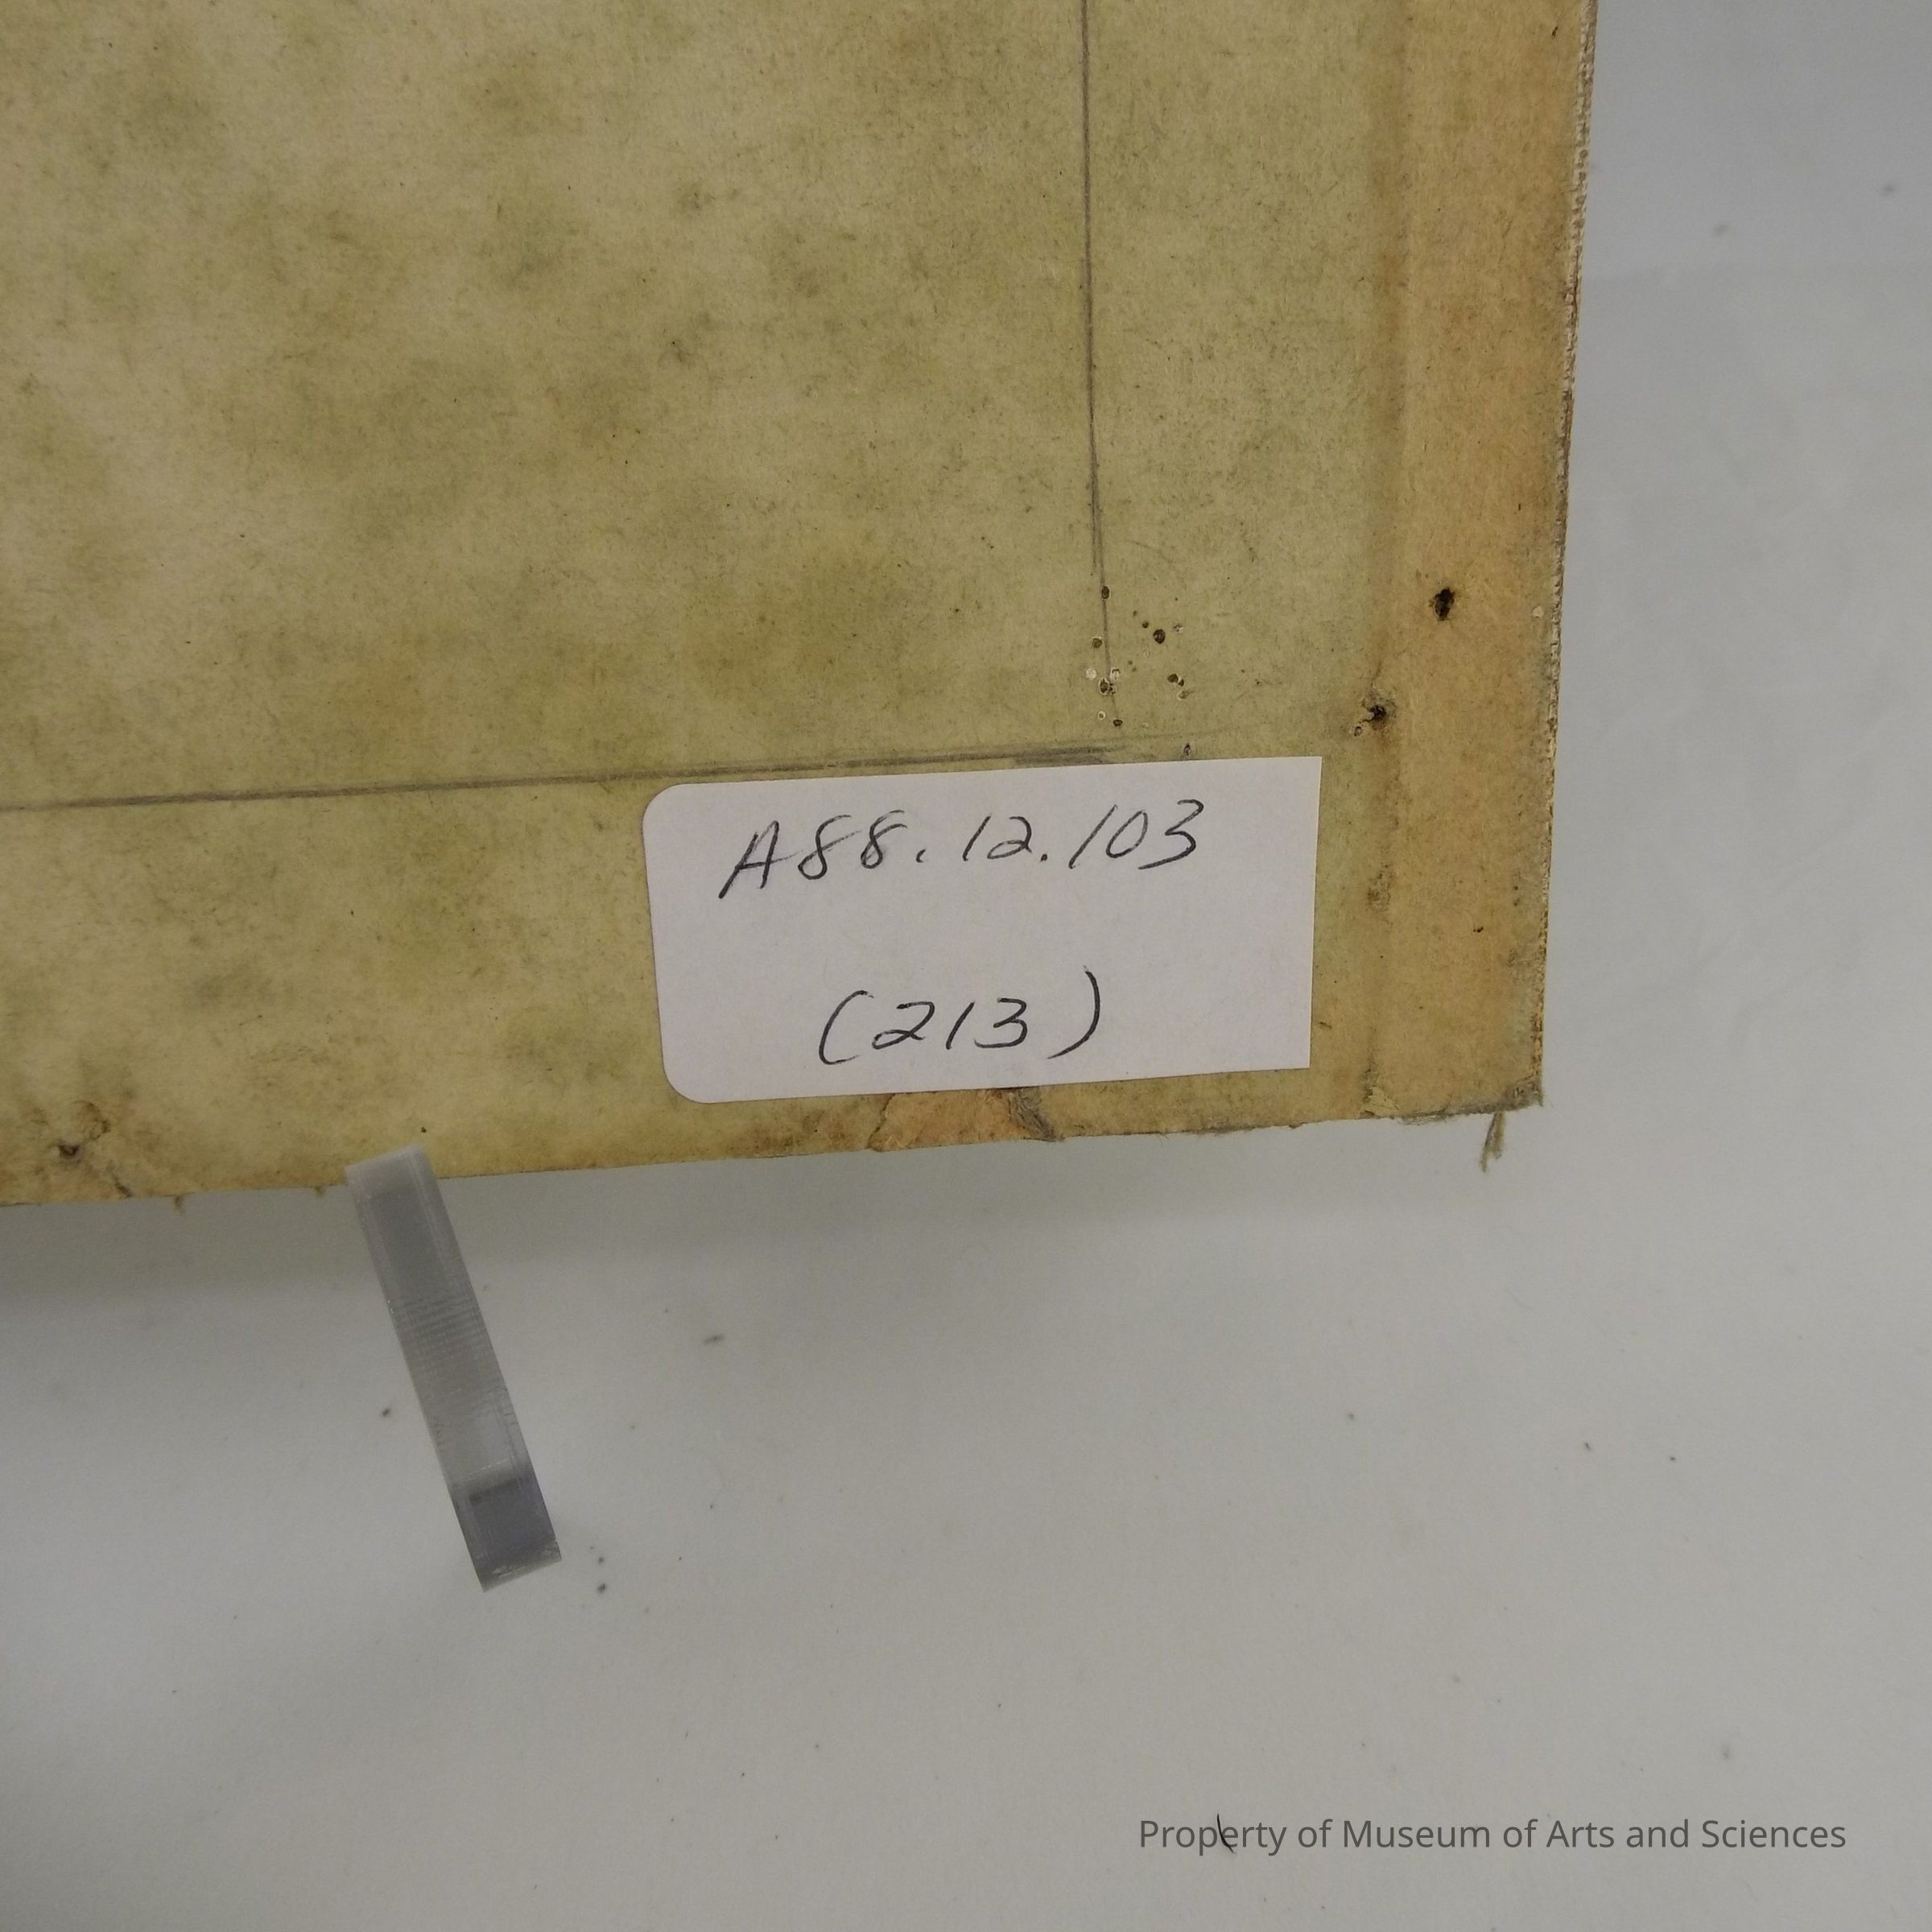 A88.12.103
(213)
Property of Museum of Arts and Sciences